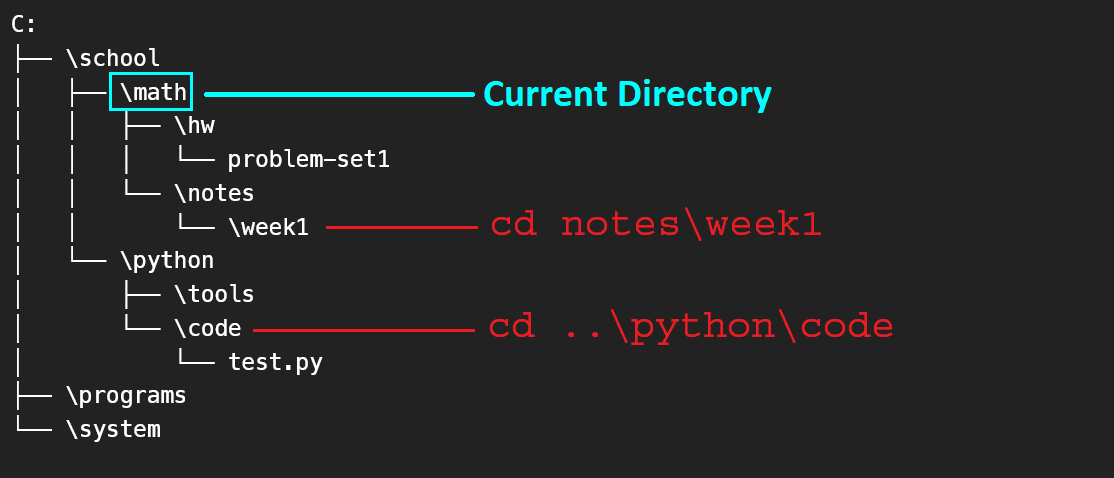 C:
├── \school
│   ├── \math Current Directory
│   │   ├── \hw
│   │   │   └── problem-set1
│   │   └── \notes
│   │       └── \week1 cd notes\week1
│   └── \python
│       ├── \tools
│       └── \code cd ..\python\code
│           └── test.py
├── \programs
└── \system